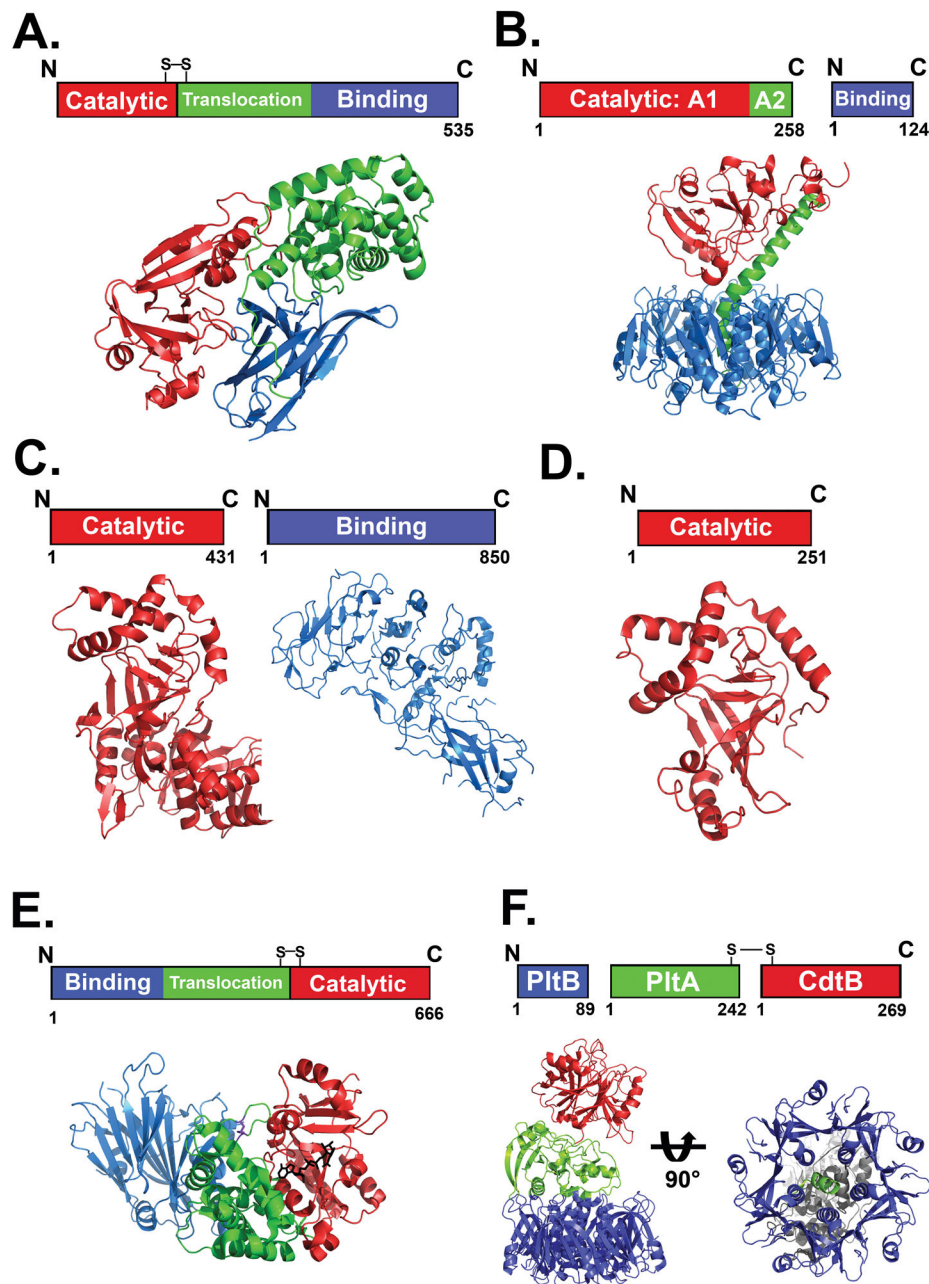 A.
N S–S C
Catalytic Translocation Binding
535
B.
N C N C
Catalytic: A1 A2 Binding
1 258 1 124
C.
N C N C
Catalytic Binding
1 431 1 850
D.
N C
Catalytic
1 251
E.
N S–S C
Binding Translocation Catalytic
1 666
F.
N S — S C
PltB PltA CdtB
1 89 1 242 1 269
90°